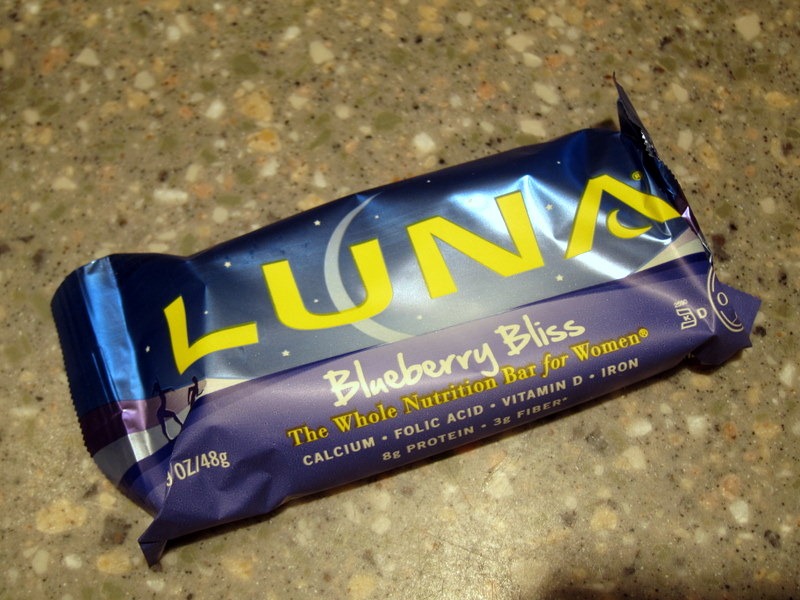 LUNA®
Blueberry Bliss
The Whole Nutrition Bar for Women®
CALCIUM • FOLIC ACID • VITAMIN D • IRON
8g PROTEIN • 3g FIBER*
OZ/48g
D